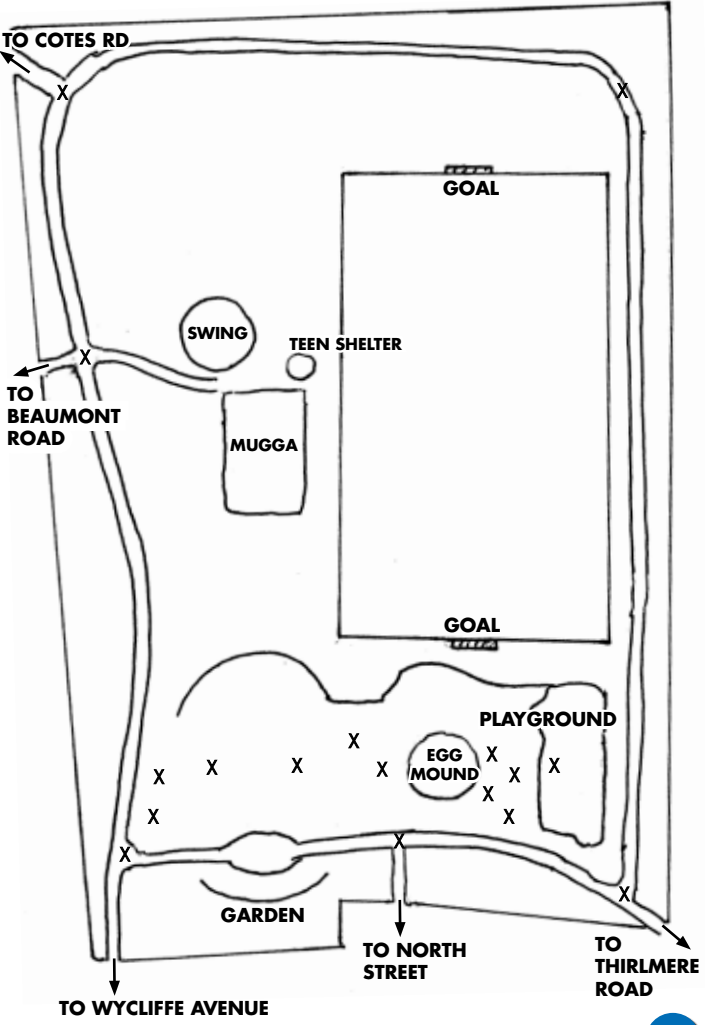 TO COTES RD
X
X
GOAL
SWING
TEEN SHELTER
X
TO
BEAUMONT
ROAD
MUGGA
GOAL
PLAYGROUND
X
EGG
MOUND
X
X
X
X
X
X
X
X
X
X
X
X
X
X
GARDEN
TO NORTH
STREET
TO
THIRLMERE
ROAD
TO WYCLIFFE AVENUE